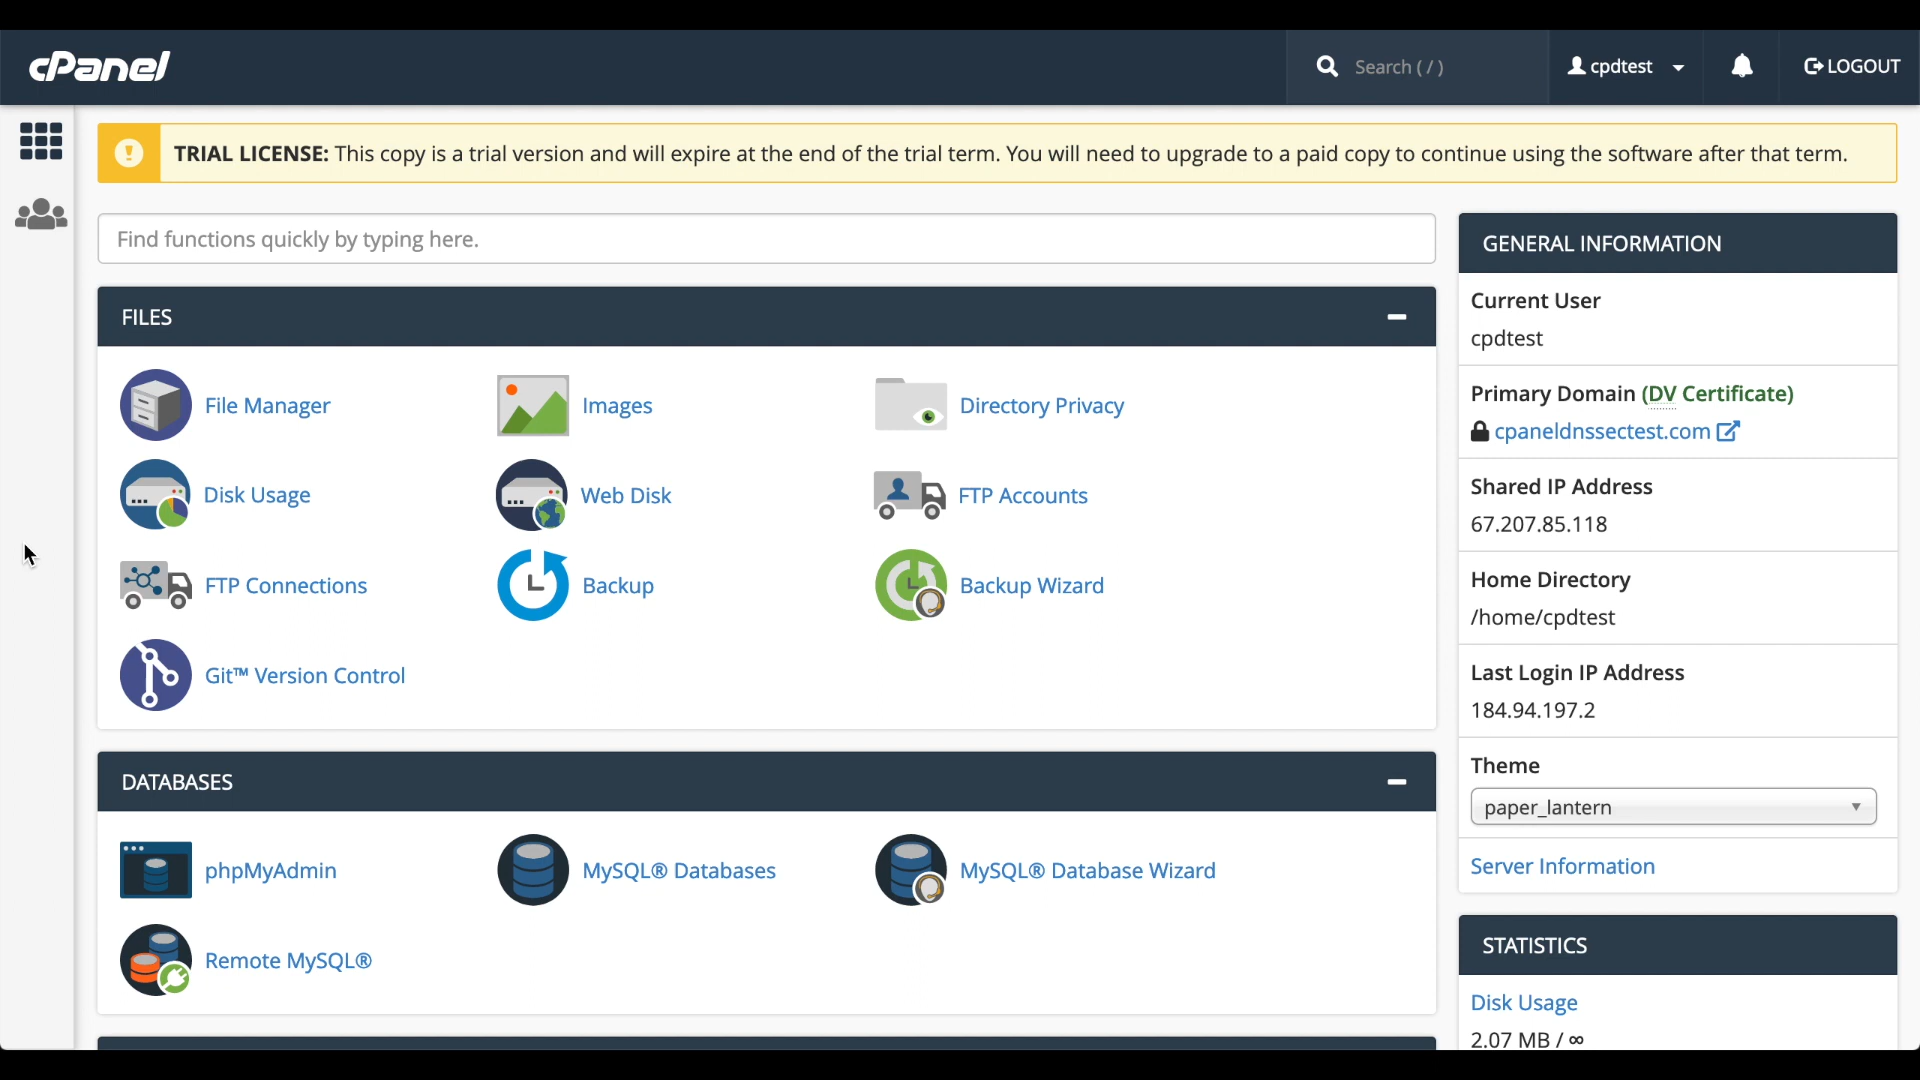 cPanel
Search ( / )
cpdtest
LOGOUT
TRIAL LICENSE: This copy is a trial version and will expire at the end of the trial term. You will need to upgrade to a paid copy to continue using the software after that term.
Find functions quickly by typing here.
FILES
File Manager
Images
Directory Privacy
Disk Usage
Web Disk
FTP Accounts
FTP Connections
Backup
Backup Wizard
Git™ Version Control
DATABASES
phpMyAdmin
MySQL® Databases
MySQL® Database Wizard
Remote MySQL®
GENERAL INFORMATION
Current User
cpdtest
Primary Domain (DV Certificate)
cpaneldnssectest.com
Shared IP Address
67.207.85.118
Home Directory
/home/cpdtest
Last Login IP Address
184.94.197.2
Theme
paper_lantern
Server Information
STATISTICS
Disk Usage
2.07 MB / ∞